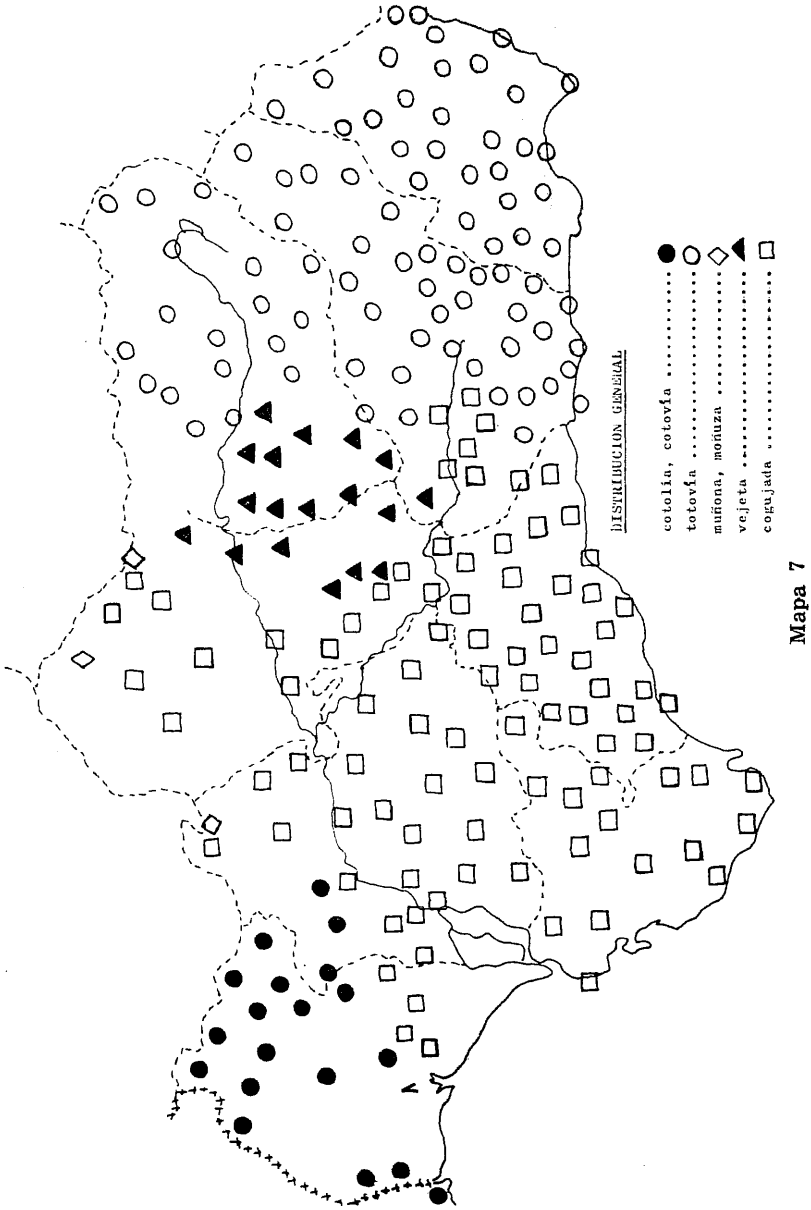 DISTRIBUCION GENERAL
cotolía, cotovía ..........
totovía ....................
muñona, moñuza ..........
vejeta ....................
cogujada ..................
Mapa 7